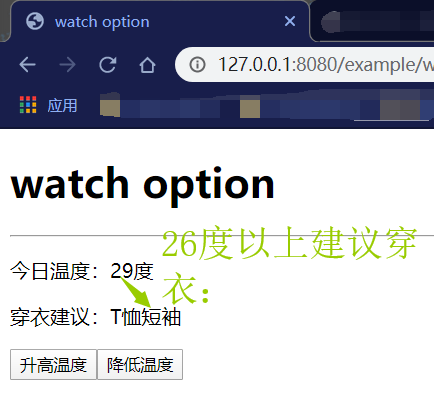 watch option
127.0.0.1:8080/example/w
应用
watch option
26度以上建议穿
衣：
今日温度：29度
穿衣建议：T恤短袖
升高温度 降低温度